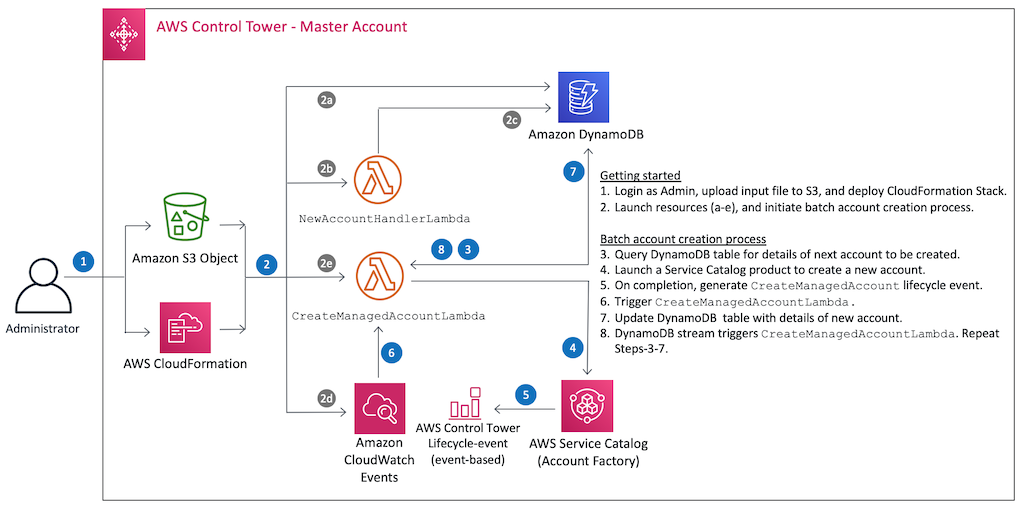 AWS Control Tower - Master Account
2a
2c
Amazon DynamoDB
2b
7
NewAccountHandlerLambda
Getting started
1. Login as Admin, upload input file to S3, and deploy CloudFormation Stack.
2. Launch resources (a-e), and initiate batch account creation process.
Batch account creation process
3. Query DynamoDB table for details of next account to be created.
4. Launch a Service Catalog product to create a new account.
5. On completion, generate CreateManagedAccount lifecycle event.
6. Trigger CreateManagedAccountLambda.
7. Update DynamoDB table with details of new account.
8. DynamoDB stream triggers CreateManagedAccountLambda. Repeat
Steps-3-7.
Amazon S3 Object
1
2
2e
8
3
Administrator
CreateManagedAccountLambda
AWS CloudFormation
6
4
2d
5
Amazon
CloudWatch
Events
AWS Control Tower
Lifecycle-event
(event-based)
AWS Service Catalog
(Account Factory)